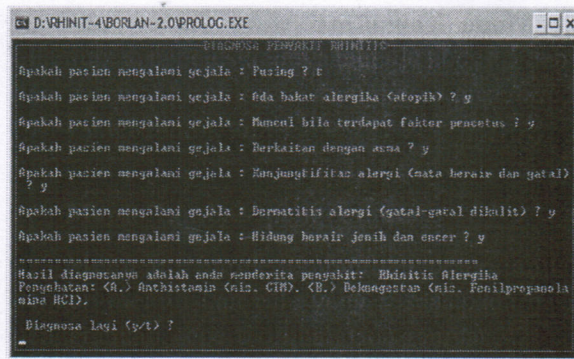 D:\RHINIT-4\BORLAN-2.0\PROLOG.EXE
DIAGNOSA PENYAKIT RHINITIS
Apakah pasien mengalami gejala : Pusing ? t
Apakah pasien mengalami gejala : Ada bakat alergika (atopik) ? y
Apakah pasien mengalami gejala : Muncul bila terdapat faktor pencetus ? y
Apakah pasien mengalami gejala : Berkaitan dengan asma ? y
Apakah pasien mengalami gejala : Konjungtifitas alergi (mata berair dan gatal)
? y
Apakah pasien mengalami gejala : Dermatitis alergi (gatal-gatal dikulit) ? y
Apakah pasien mengalami gejala : Hidung berair jenih dan encer ? y
Hasil diagnosanya adalah anda menderita penyakit: Rhinitis Alergika
Pengobatan: (A.) Anthistamin (mis. CTM). (B.) Dekongestan (mis. Fenilpropanola
mina HCl).
Diagnosa lagi (y/t) ?